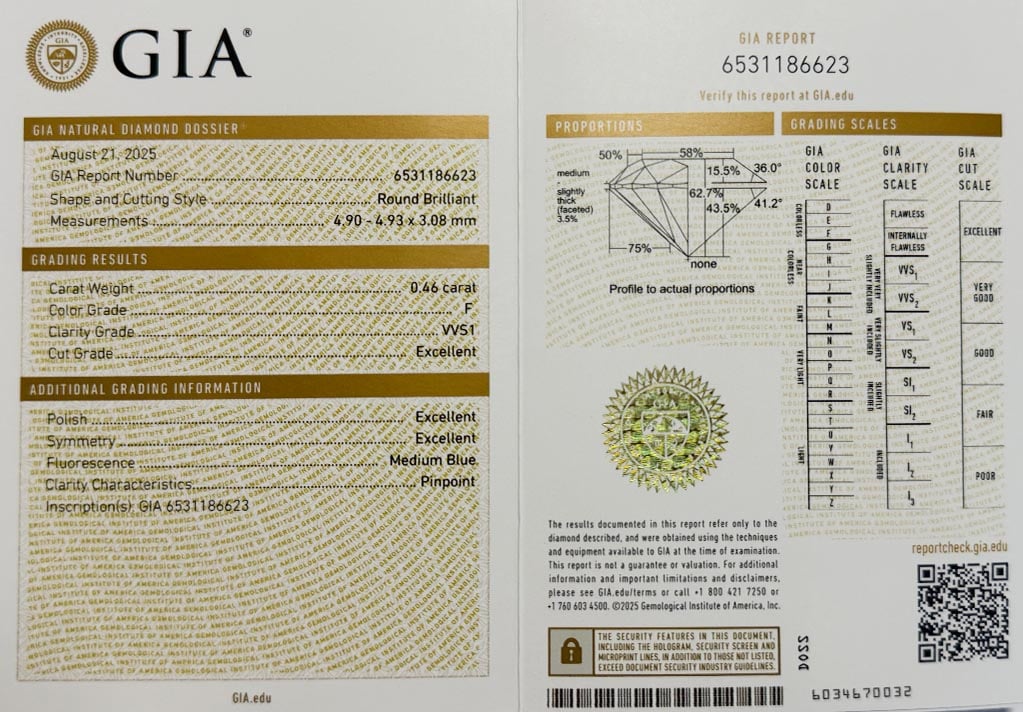 GIA®
GIA NATURAL DIAMOND DOSSIER
August 21, 2025
GIA Report Number 6531186623
Shape and Cutting Style Round Brilliant
Measurements 4.90 - 4.93 x 3.08 mm
GRADING RESULTS
Carat Weight 0.46 carat
Color Grade F
Clarity Grade VVS1
Cut Grade Excellent
ADDITIONAL GRADING INFORMATION
Polish Excellent
Symmetry Excellent
Fluorescence Medium Blue
Clarity Characteristics Pinpoint
Inscription(s): GIA 6531186623
GIA.edu
GIA REPORT
6531186623
Verify this report at GIA.edu
PROPORTIONS
50%
58%
medium
-
slightly
thick
(faceted)
3.5%
15.5%
36.0°
62.7%
43.5%
41.2°
75%
none
Profile to actual proportions
GRADING SCALES
GIA
COLOR
SCALE
COLORLESS
D
E
F
NEAR COLORLESS
G
H
I
J
FAINT
K
L
M
VERY LIGHT
N
O
P
Q
R
LIGHT
S
T
U
V
W
X
Y
Z
GIA
CLARITY
SCALE
FLAWLESS
INTERNALLY
FLAWLESS
VERY VERY
SLIGHTLY INCLUDED
VVS1
VVS2
VERY SLIGHTLY
INCLUDED
VS1
VS2
SLIGHTLY
INCLUDED
SI1
SI2
INCLUDED
I1
I2
I3
GIA
CUT
SCALE
EXCELLENT
VERY
GOOD
GOOD
FAIR
POOR
The results documented in this report refer only to the
diamond described, and were obtained using the techniques
and equipment available to GIA at the time of examination.
This report is not a guarantee or valuation. For additional
information and important limitations and disclaimers,
please see GIA.edu/terms or call +1 800 421 7250 or
+1 760 603 4500. ©2025 Gemological Institute of America, Inc.
THE SECURITY FEATURES IN THIS DOCUMENT,
INCLUDING THE HOLOGRAM, SECURITY SCREEN AND
MICROPRINT LINES, IN ADDITION TO THOSE NOT LISTED,
EXCEED DOCUMENT SECURITY INDUSTRY GUIDELINES.
reportcheck.gia.edu
6034670032